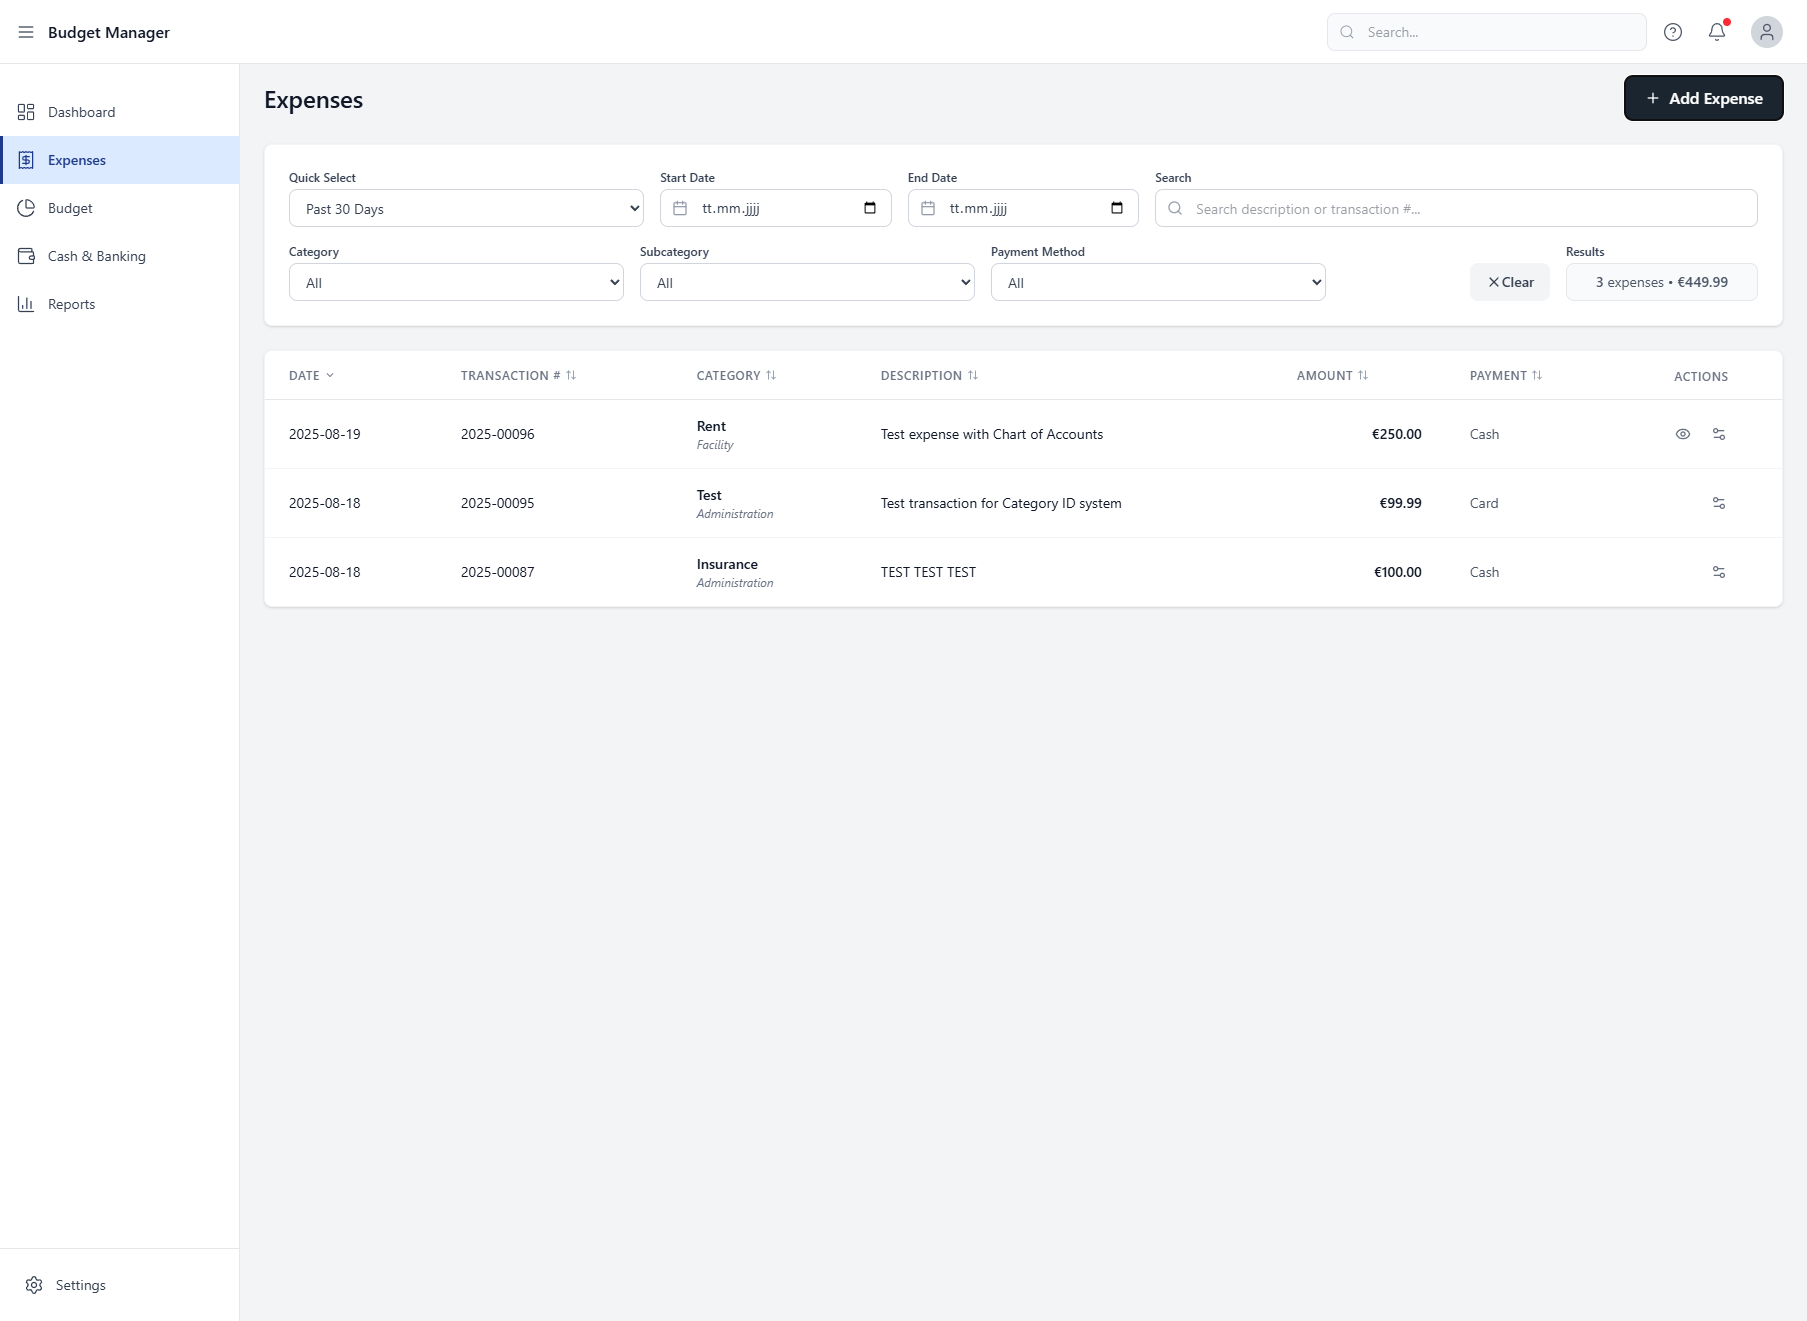 Budget Manager
Search...
Dashboard
Expenses
Budget
Cash & Banking
Reports
Settings
Expenses
+ Add Expense
Quick Select
Start Date
End Date
Search
Past 30 Days
tt.mm.jjjj
tt.mm.jjjj
Search description or transaction #...
Category
Subcategory
Payment Method
Results
All
All
All
Clear
3 expenses • €449.99
DATE TRANSACTION # CATEGORY DESCRIPTION AMOUNT PAYMENT ACTIONS
2025-08-19 2025-00096 Rent Test expense with Chart of Accounts €250.00 Cash
Facility
2025-08-18 2025-00095 Test Test transaction for Category ID system €99.99 Card
Administration
2025-08-18 2025-00087 Insurance TEST TEST TEST €100.00 Cash
Administration